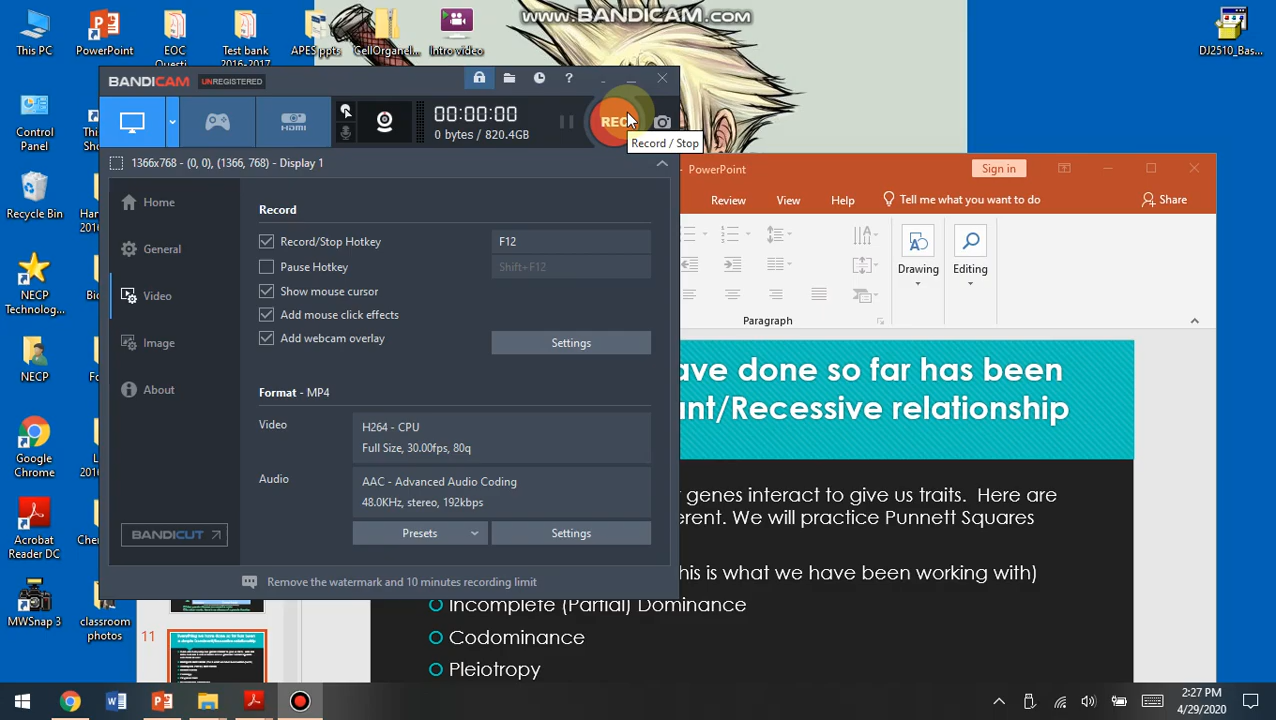 www.BANDICAM.com
This PC
PowerPoint
EOC
Questi
Test bank
2016-2017
APES ppts
Intro video
DJ2510_Bas...
BANDICAM UNREGISTERED
HDMI
00:00:00
0 bytes / 820.4GB
REC
Record / Stop
Control
Panel
Recycle Bin
NECP
Technolog...
NECP
Google
Chrome
Acrobat
Reader DC
MWSnap 3
classroom
photos
1366x768 - (0, 0), (1366, 768) - Display 1
Home
General
Video
Image
About
BANDICUT
Record
Record/Stop Hotkey
F12
Pause Hotkey
Shift+F12
Show mouse cursor
Add mouse click effects
Add webcam overlay
Settings
Format - MP4
Video
H264 - CPU
Full Size, 30.00fps, 80q
Audio
AAC - Advanced Audio Coding
48.0KHz, stereo, 192kbps
Presets
Settings
Remove the watermark and 10 minutes recording limit
- PowerPoint
Sign in
Review
View
Help
Tell me what you want to do
Share
Drawing
Editing
Paragraph
ave done so far has been
nt/Recessive relationship
genes interact to give us traits. Here are
erent. We will practice Punnett Squares
his is what we have been working with)
Incomplete (Partial) Dominance
Codominance
Pleiotropy
11
2:27 PM
4/29/2020